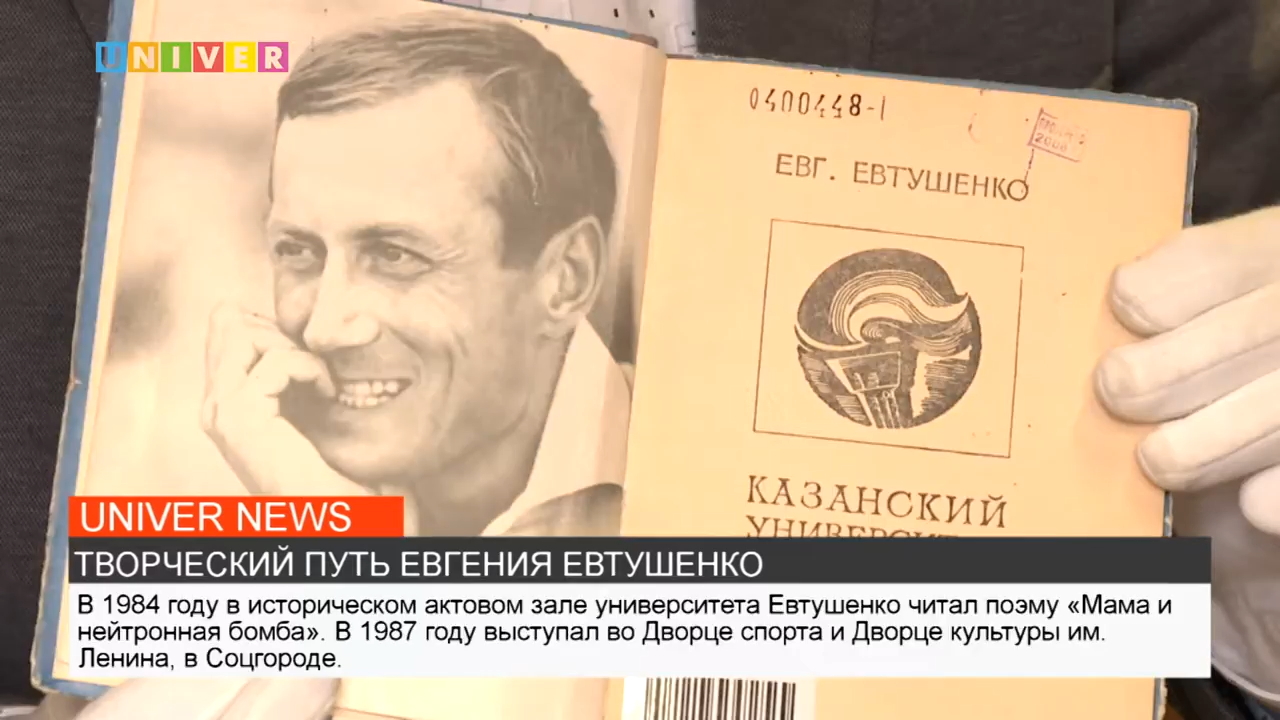 UNIVER
0400448-1
ЕВГ. ЕВТУШЕНКО
КАЗАНСКИЙ
UNIVER NEWS
ТВОРЧЕСКИЙ ПУТЬ ЕВГЕНИЯ ЕВТУШЕНКО
В 1984 году в историческом актовом зале университета Евтушенко читал поэму «Мама и
нейтронная бомба». В 1987 году выступал во Дворце спорта и Дворце культуры им.
Ленина, в Соцгороде.